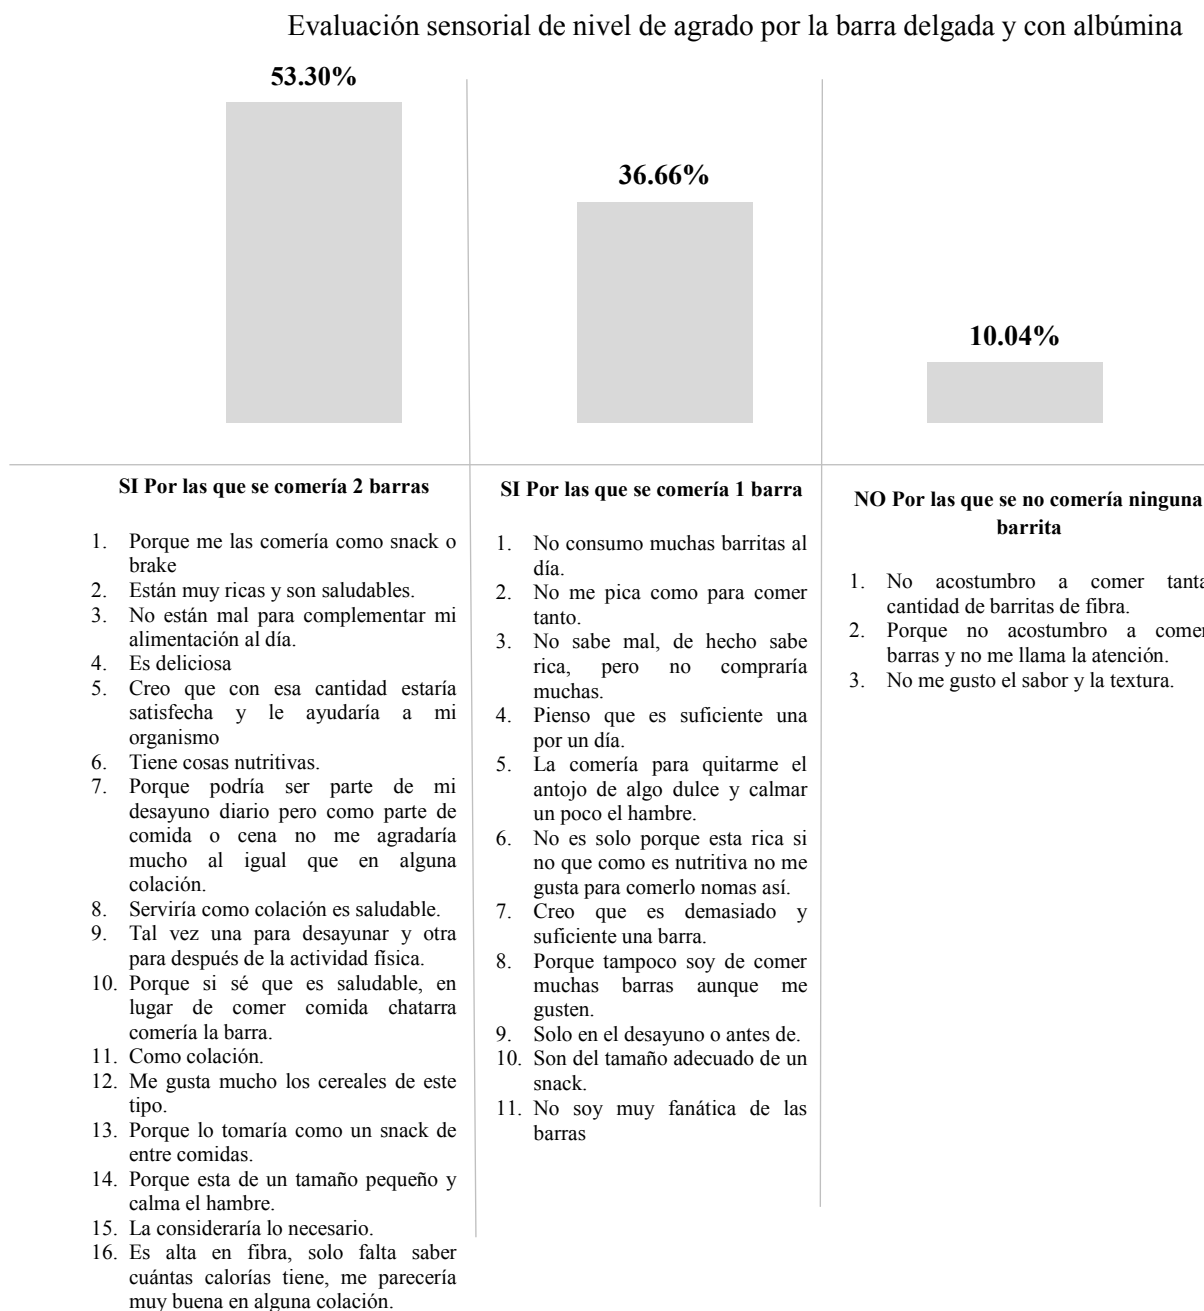 Evaluación sensorial de nivel de agrado por la barra delgada y con albúmina
53.30%
36.66%
10.04%
SI Por las que se comería 2 barras
1. Porque me las comería como snack o
brake
2. Están muy ricas y son saludables.
3. No están mal para complementar mi
alimentación al día.
4. Es deliciosa
5. Creo que con esa cantidad estaría
satisfecha y le ayudaría a mi
organismo
6. Tiene cosas nutritivas.
7. Porque podría ser parte de mi
desayuno diario pero como parte de
comida o cena no me agradaría
mucho al igual que en alguna
colación.
8. Serviría como colación es saludable.
9. Tal vez una para desayunar y otra
para después de la actividad física.
10. Porque si sé que es saludable, en
lugar de comer comida chatarra
comería la barra.
11. Como colación.
12. Me gusta mucho los cereales de este
tipo.
13. Porque lo tomaría como un snack de
entre comidas.
14. Porque esta de un tamaño pequeño y
calma el hambre.
15. La consideraría lo necesario.
16. Es alta en fibra, solo falta saber
cuántas calorías tiene, me parecería
muy buena en alguna colación.
SI Por las que se comería 1 barra
1. No consumo muchas barritas al
día.
2. No me pica como para comer
tanto.
3. No sabe mal, de hecho sabe
rica, pero no compraría
muchas.
4. Pienso que es suficiente una
por un día.
5. La comería para quitarme el
antojo de algo dulce y calmar
un poco el hambre.
6. No es solo porque esta rica si
no que como es nutritiva no me
gusta para comerlo nomas así.
7. Creo que es demasiado y
suficiente una barra.
8. Porque tampoco soy de comer
muchas barras aunque me
gusten.
9. Solo en el desayuno o antes de.
10. Son del tamaño adecuado de un
snack.
11. No soy muy fanática de las
barras
NO Por las que se no comería ninguna
barrita
1. No acostumbro a comer tanta
cantidad de barritas de fibra.
2. Porque no acostumbro a comer
barras y no me llama la atención.
3. No me gusto el sabor y la textura.